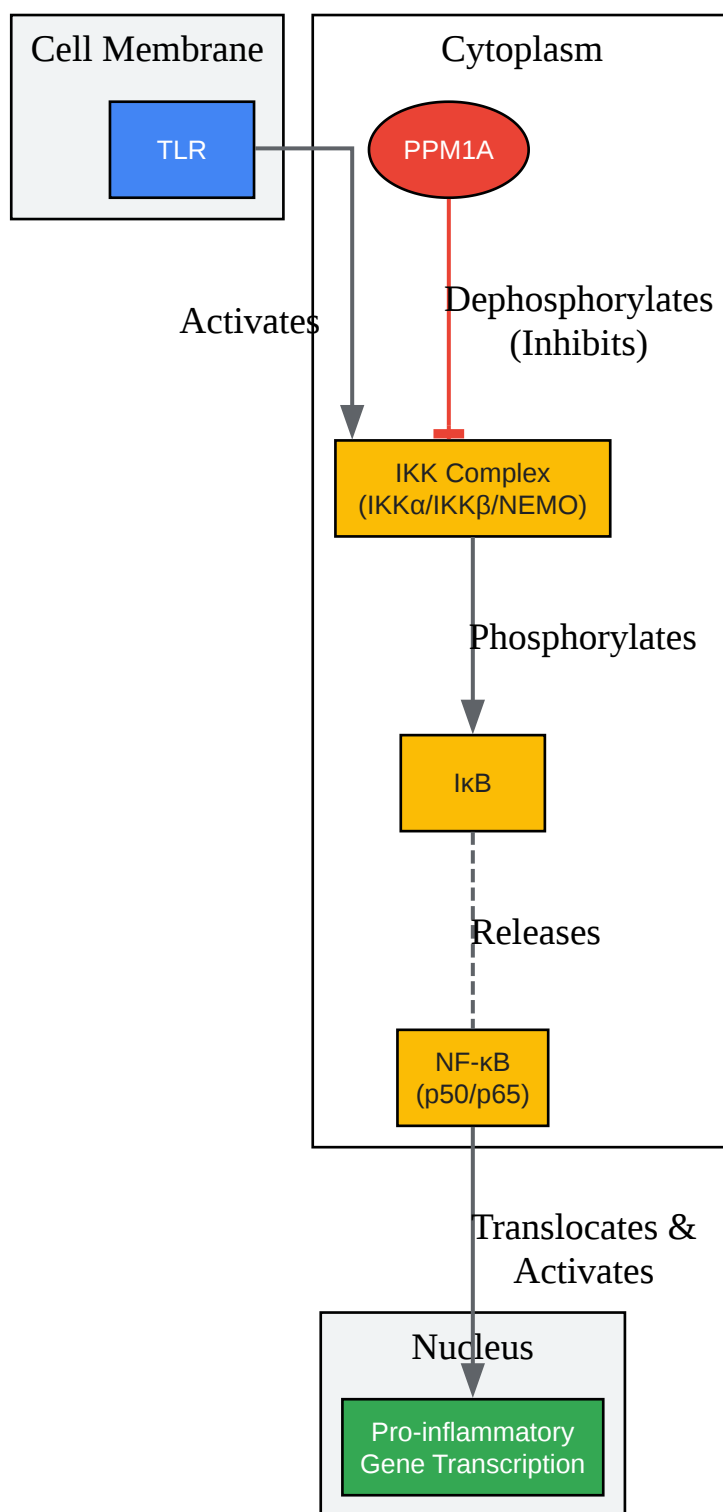 Cell Membrane
Cytoplasm
TLR
PPM1A
Activates
Dephosphorylates
(Inhibits)
IKK Complex
(IKKα/IKKβ/NEMO)
Phosphorylates
IκB
Releases
NF-κB
(p50/p65)
Translocates &
Activates
Nucleus
Pro-inflammatory
Gene Transcription